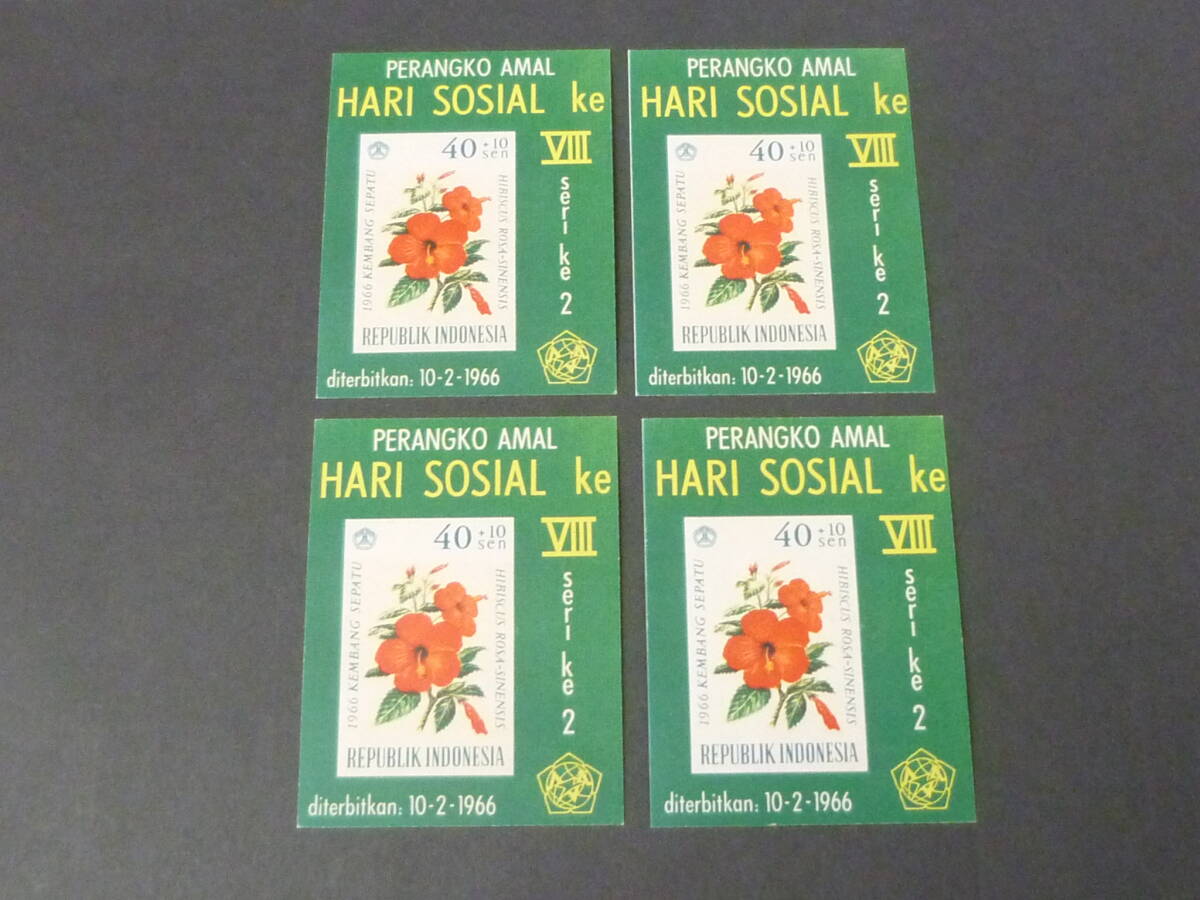 PERANGKO AMAL
HARI SOSIAL ke
VIII
seri ke 2
40 +10 sen
1966 KEMBANG SEPATU
HIBISCUS ROSA-SINENSIS
REPUBLIK INDONESIA
diterbitkan: 10-2-1966
PERANGKO AMAL
HARI SOSIAL ke
VIII
seri ke 2
40 +10 sen
1966 KEMBANG SEPATU
HIBISCUS ROSA-SINENSIS
REPUBLIK INDONESIA
diterbitkan: 10-2-1966
PERANGKO AMAL
HARI SOSIAL ke
VIII
seri ke 2
40 +10 sen
1966 KEMBANG SEPATU
HIBISCUS ROSA-SINENSIS
REPUBLIK INDONESIA
diterbitkan: 10-2-1966
PERANGKO AMAL
HARI SOSIAL ke
VIII
seri ke 2
40 +10 sen
1966 KEMBANG SEPATU
HIBISCUS ROSA-SINENSIS
REPUBLIK INDONESIA
diterbitkan: 10-2-1966